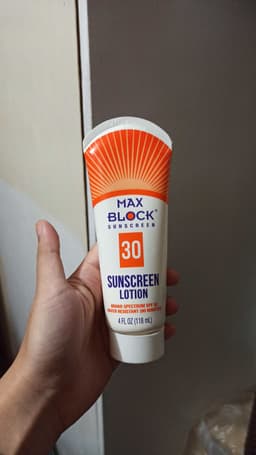 MAX
BLOCK
SUNSCREEN
30
SUNSCREEN
LOTION
BROAD SPECTRUM SPF 30
WATER RESISTANT (80 MINUTES)
4 FL OZ (118 mL)